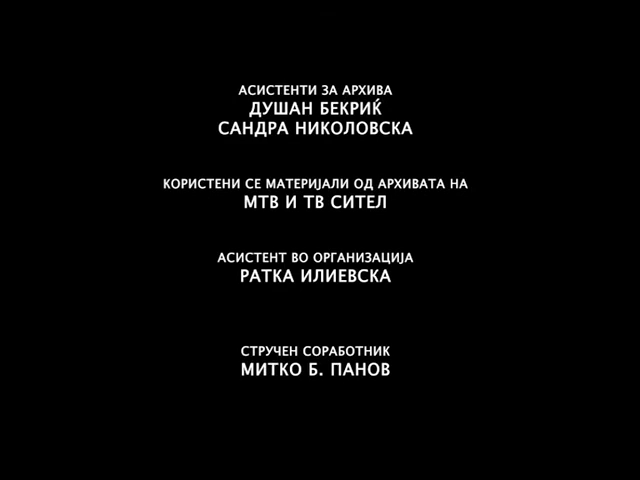 АСИСТЕНТИ ЗА АРХИВА
ДУШАН БЕКРИЌ
САНДРА НИКОЛОВСКА
КОРИСТЕНИ СЕ МАТЕРИЈАЛИ ОД АРХИВАТА НА
МТВ И ТВ СИТЕЛ
АСИСТЕНТ ВО ОРГАНИЗАЦИЈА
РАТКА ИЛИЕВСКА
СТРУЧЕН СОРАБОТНИК
МИТКО Б. ПАНОВ